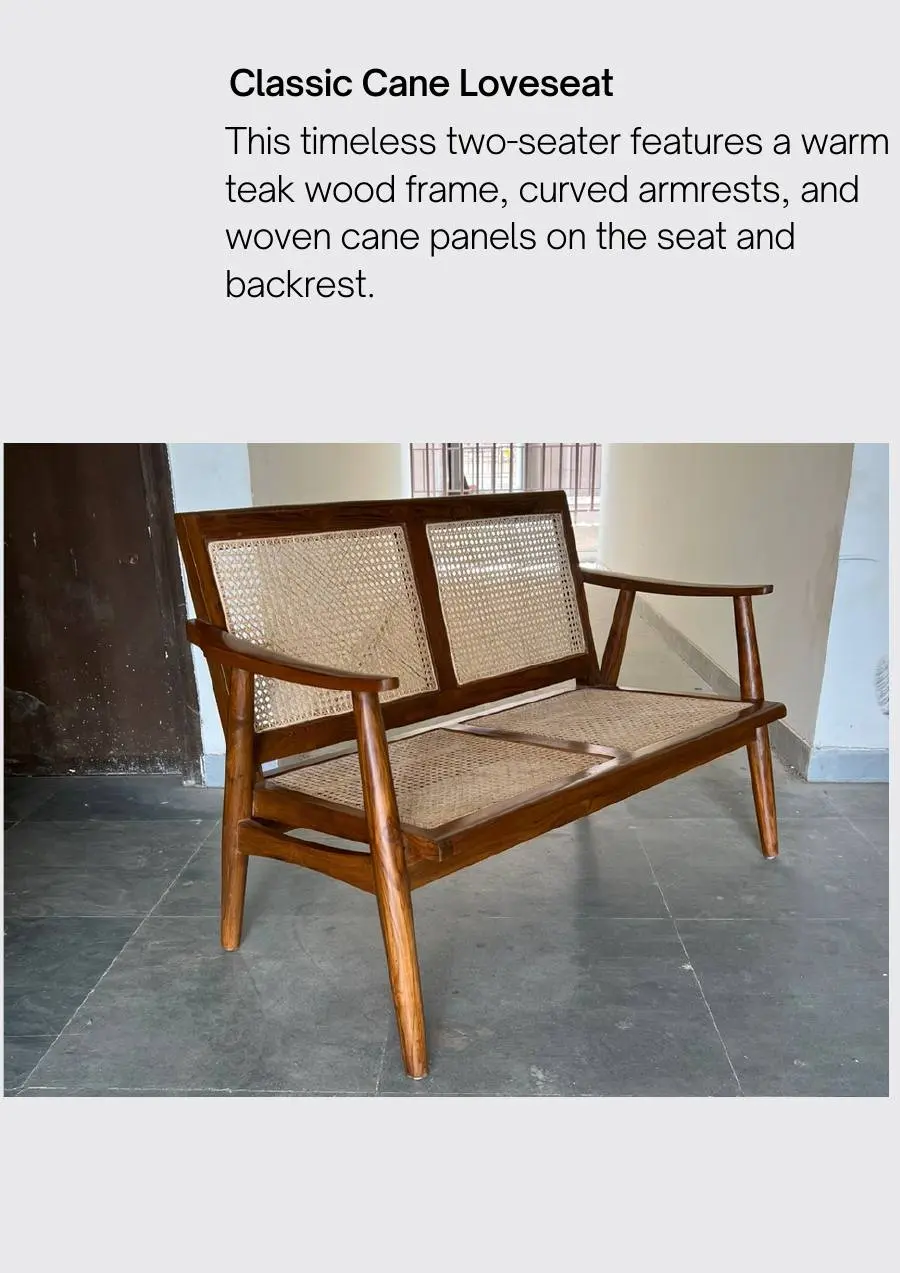 Classic Cane Loveseat
This timeless two-seater features a warm
teak wood frame, curved armrests, and
woven cane panels on the seat and
backrest.